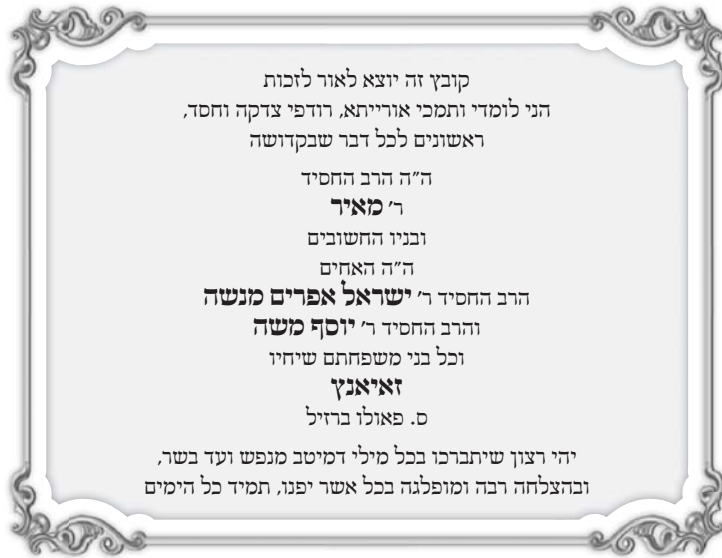 קובץ זה יוצא לאור לזכות
הני לומדי ותמכי אורייתא, רודפי צדקה וחסד,
ראשונים לכל דבר שבקדושה
ה״ה הרב החסיד
ר׳ מאיר
ובניו החשובים
ה״ה האחים
הרב החסיד ר׳ ישראל אפרים מנשה
והרב החסיד ר׳ יוסף משה
וכל בני משפחתם שיחיו
זאיאנץ
ס. פאולו ברזיל
יהי רצון שיתברכו בכל מילי דמיטב מנפש ועד בשר,
ובהצלחה רבה ומופלגה בכל אשר יפנו, תמיד כל הימים